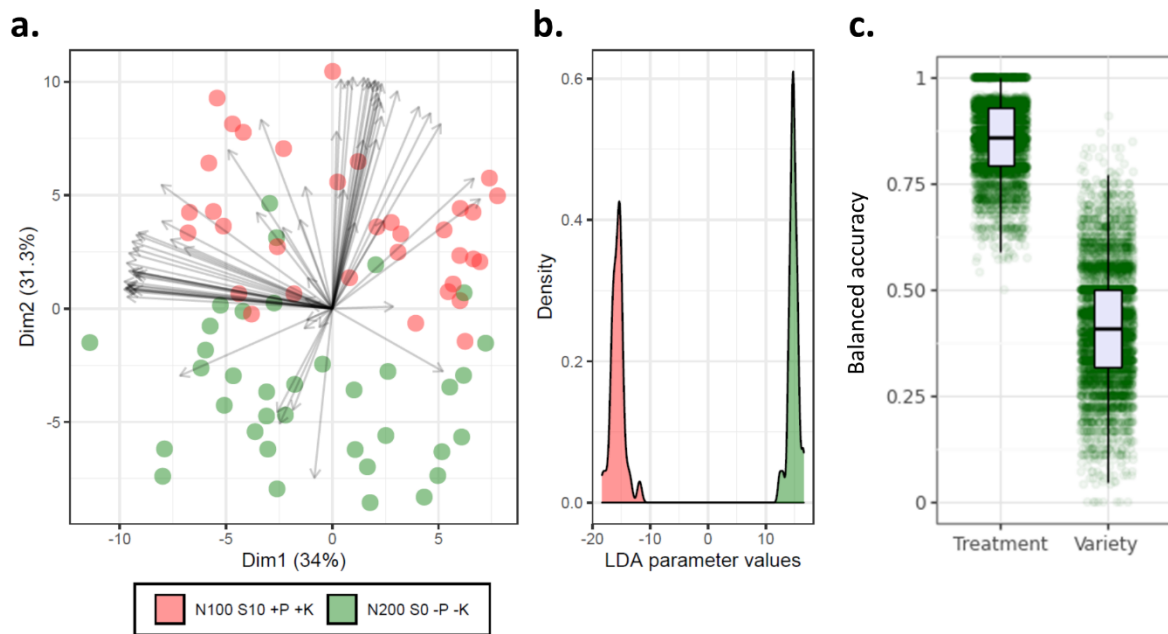 a.
b.
c.
10
5
0
-5
Dim2 (31.3%)
-10
-5
0
5
Dim1 (34%)
0.6
0.4
0.2
0.0
Density
-20
-10
0
10
LDA parameter values
1
0.75
0.50
0.25
0
Balanced accuracy
Treatment
Variety
N100 S10 +P +K
N200 S0 -P -K